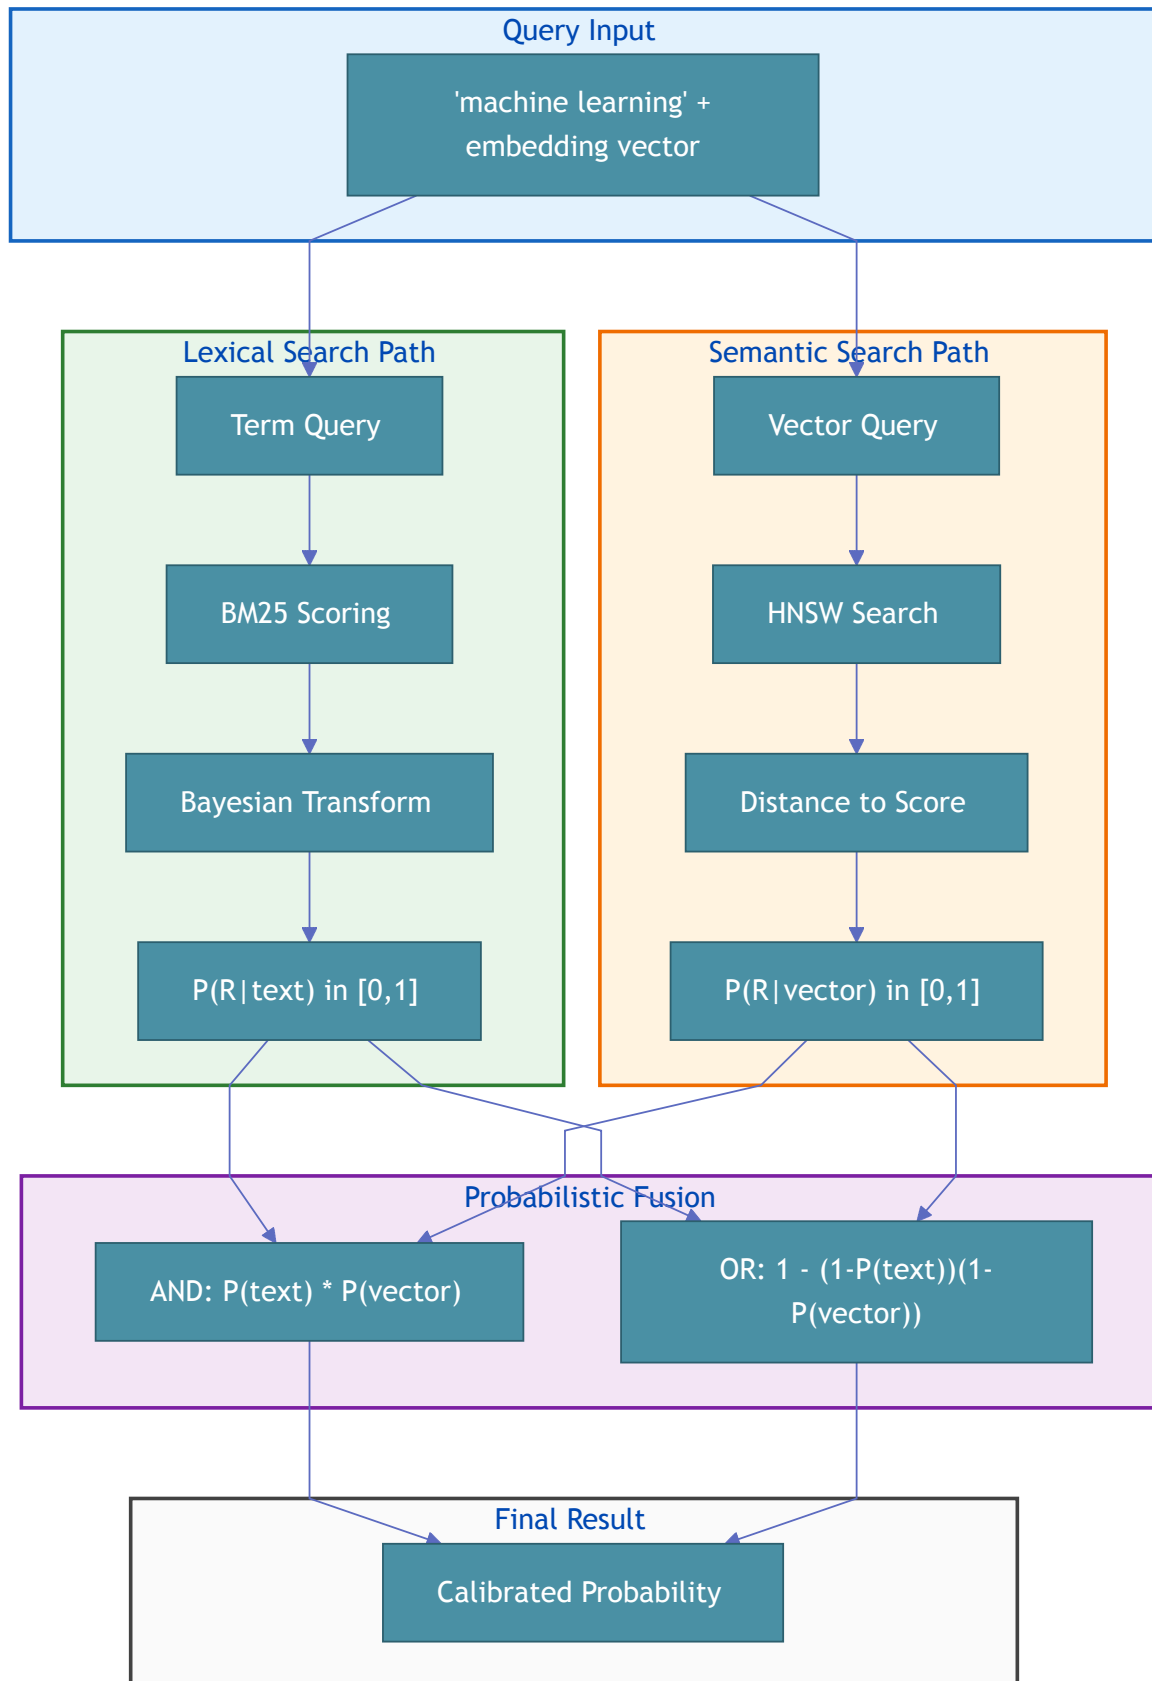 Query Input
'machine learning' +
embedding vector
Lexical Search Path
Term Query
BM25 Scoring
Bayesian Transform
P(R|text) in [0,1]
Semantic Search Path
Vector Query
HNSW Search
Distance to Score
P(R|vector) in [0,1]
Probabilistic Fusion
AND: P(text) * P(vector)
OR: 1 - (1-P(text))(1-
P(vector))
Final Result
Calibrated Probability